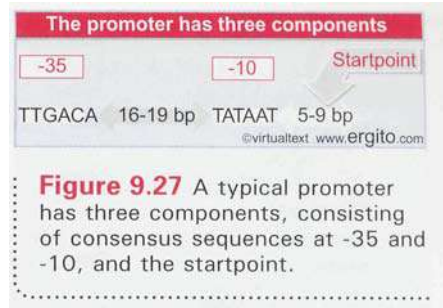 The promoter has three components
-35 -10 Startpoint
TTGACA 16-19 bp TATAAT 5-9 bp
©virtualtext www.ergito.com
Figure 9.27 A typical promoter
has three components, consisting
of consensus sequences at -35 and
-10, and the startpoint.